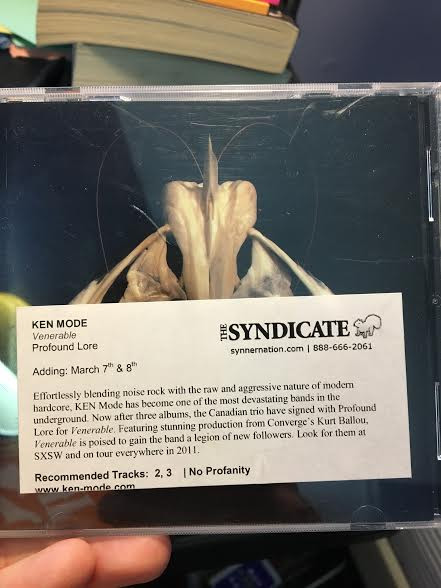 KEN MODE
Venerable
Profound Lore
THE SYNDICATE
synnernation.com | 888-666-2061
Adding: March 7th & 8th
Effortlessly blending noise rock with the raw and aggressive nature of modern
hardcore, KEN Mode has become one of the most devastating bands in the
underground. Now after three albums, the Canadian trio have signed with Profound
Lore for Venerable. Featuring stunning production from Converge's Kurt Ballou,
Venerable is poised to gain the band a legion of new followers. Look for them at
SXSW and on tour everywhere in 2011.
Recommended Tracks: 2, 3 | No Profanity
www.ken-mode.com